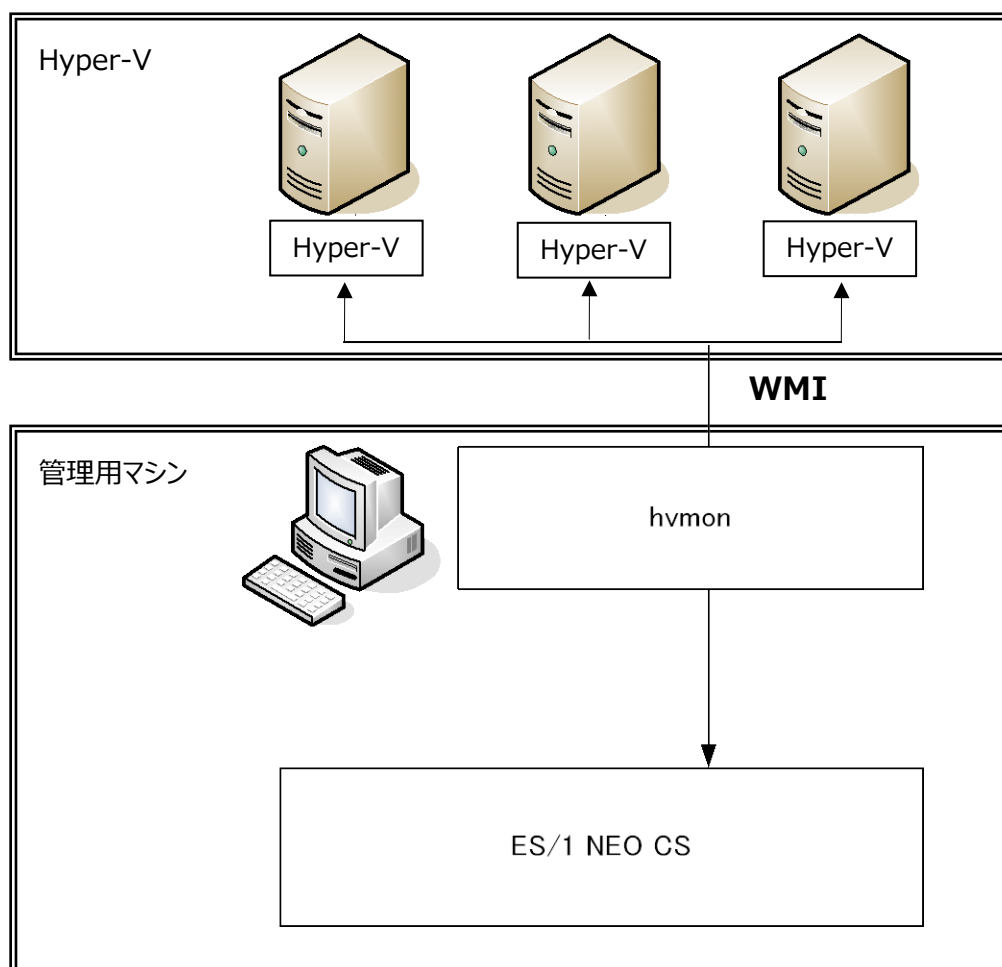 Hyper-V
Hyper-V
Hyper-V
Hyper-V
WMI
管理用マシン
hvmon
ES/1 NEO CS